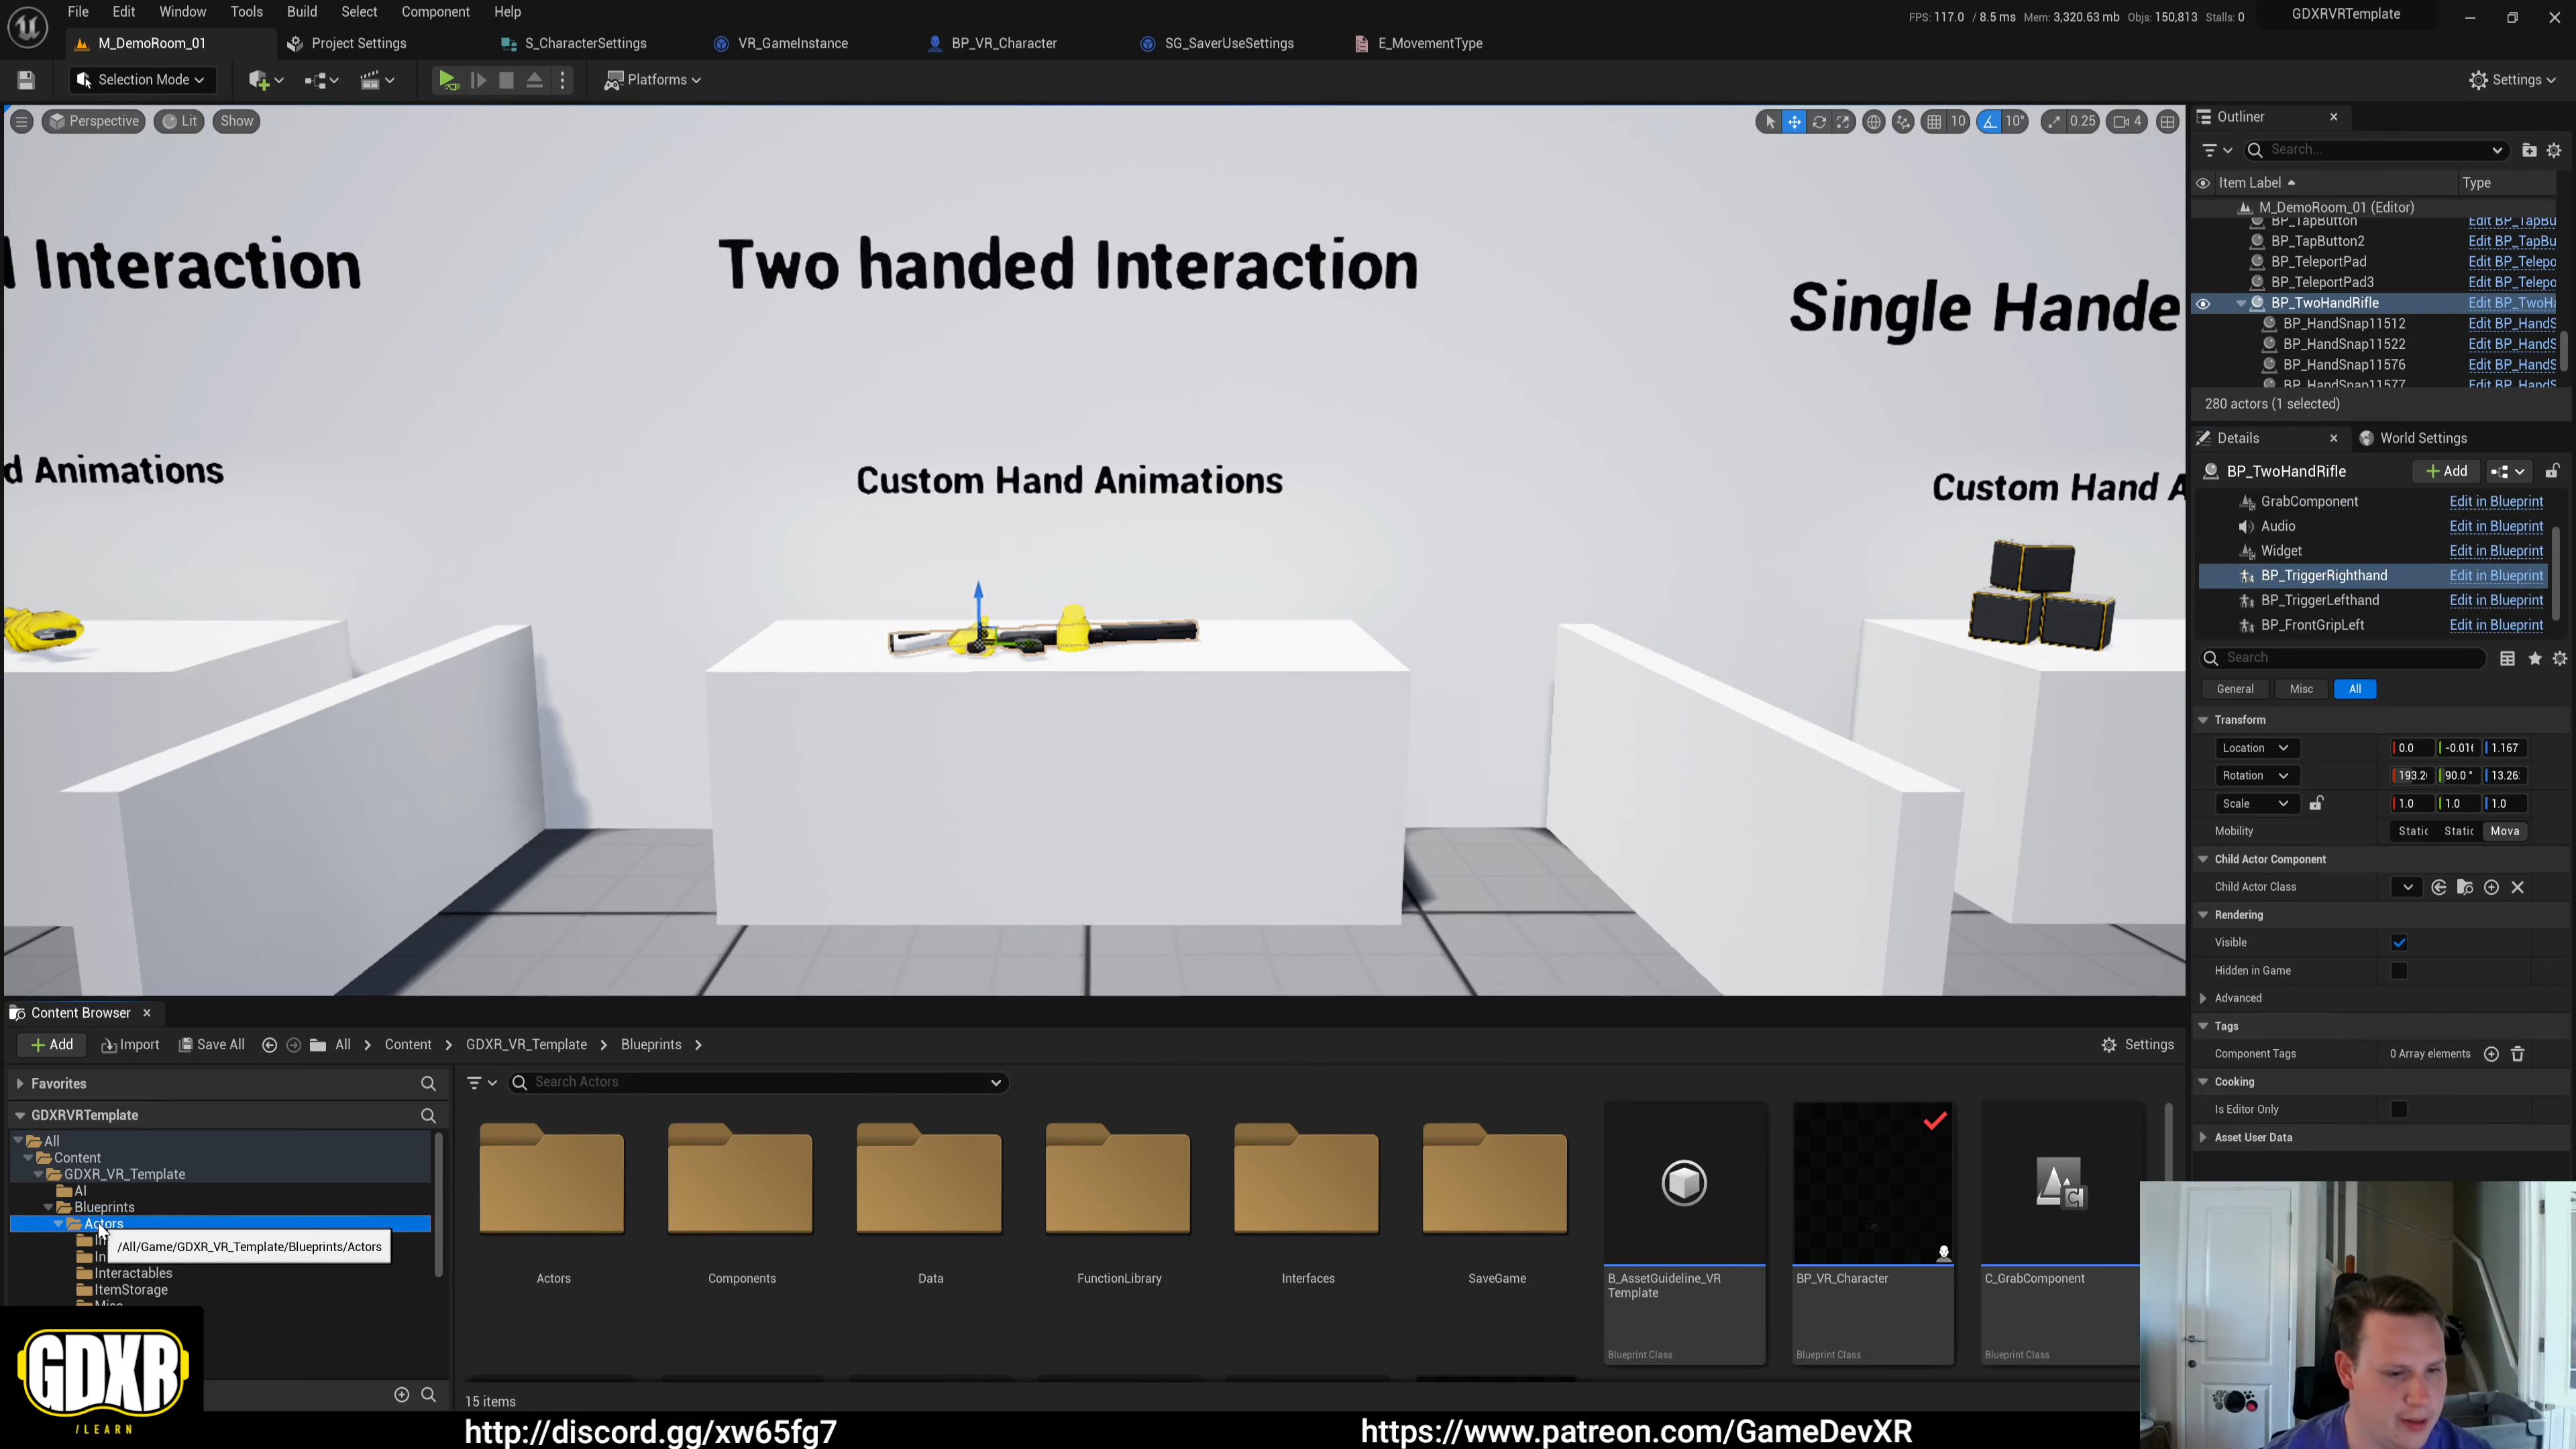 File Edit Window Tools Build Select Component Help
FPS: 117.0 / 8.5 ms Mem: 3,320.63 mb Objs: 150,813 Stalls: 0
GDXRVRTemplate
M_DemoRoom_01
Project Settings
S_CharacterSettings
VR_GameInstance
BP_VR_Character
SG_SaverUseSettings
E_MovementType
Selection Mode
Platforms
Settings
Perspective
Lit
Show
10
10°
0.25
4
l Interaction
Two handed Interaction
Single Hande
d Animations
Custom Hand Animations
Custom Hand A
Outliner
Search...
Item Label
Type
M_DemoRoom_01 (Editor)
BP_TapButton Edit BP_TapBu
BP_TapButton2 Edit BP_TapBu
BP_TeleportPad Edit BP_Telepo
BP_TeleportPad3 Edit BP_Telepo
BP_TwoHandRifle Edit BP_TwoHa
BP_HandSnap11512 Edit BP_HandS
BP_HandSnap11522 Edit BP_HandS
BP_HandSnap11576 Edit BP_HandS
BP_HandSnap11577 Edit BP_HandS
280 actors (1 selected)
Details
World Settings
BP_TwoHandRifle
Add
GrabComponent Edit in Blueprint
Audio Edit in Blueprint
Widget Edit in Blueprint
BP_TriggerRighthand Edit in Blueprint
BP_TriggerLefthand Edit in Blueprint
BP_FrontGripLeft Edit in Blueprint
Search
General Misc All
Transform
Location 0.0 -0.016 1.167
Rotation 193.2 90.0 ° 13.26
Scale 1.0 1.0 1.0
Mobility Static Static Mova
Child Actor Component
Child Actor Class
Rendering
Visible
Hidden in Game
Advanced
Tags
Component Tags 0 Array elements
Cooking
Is Editor Only
Asset User Data
Content Browser
Add Import Save All All Content GDXR_VR_Template Blueprints
Settings
Favorites
GDXRVRTemplate
Search Actors
All
Content
GDXR_VR_Template
AI
Blueprints
Actors
/All/Game/GDXR_VR_Template/Blueprints/Actors
In
Interactables
ItemStorage
Misc
Actors
Components
Data
FunctionLibrary
Interfaces
SaveGame
B_AssetGuideline_VR
Template
Blueprint Class
BP_VR_Character
Blueprint Class
C_GrabComponent
Blueprint Class
15 items
GDXR
/LEARN
http://discord.gg/xw65fg7
https://www.patreon.com/GameDevXR